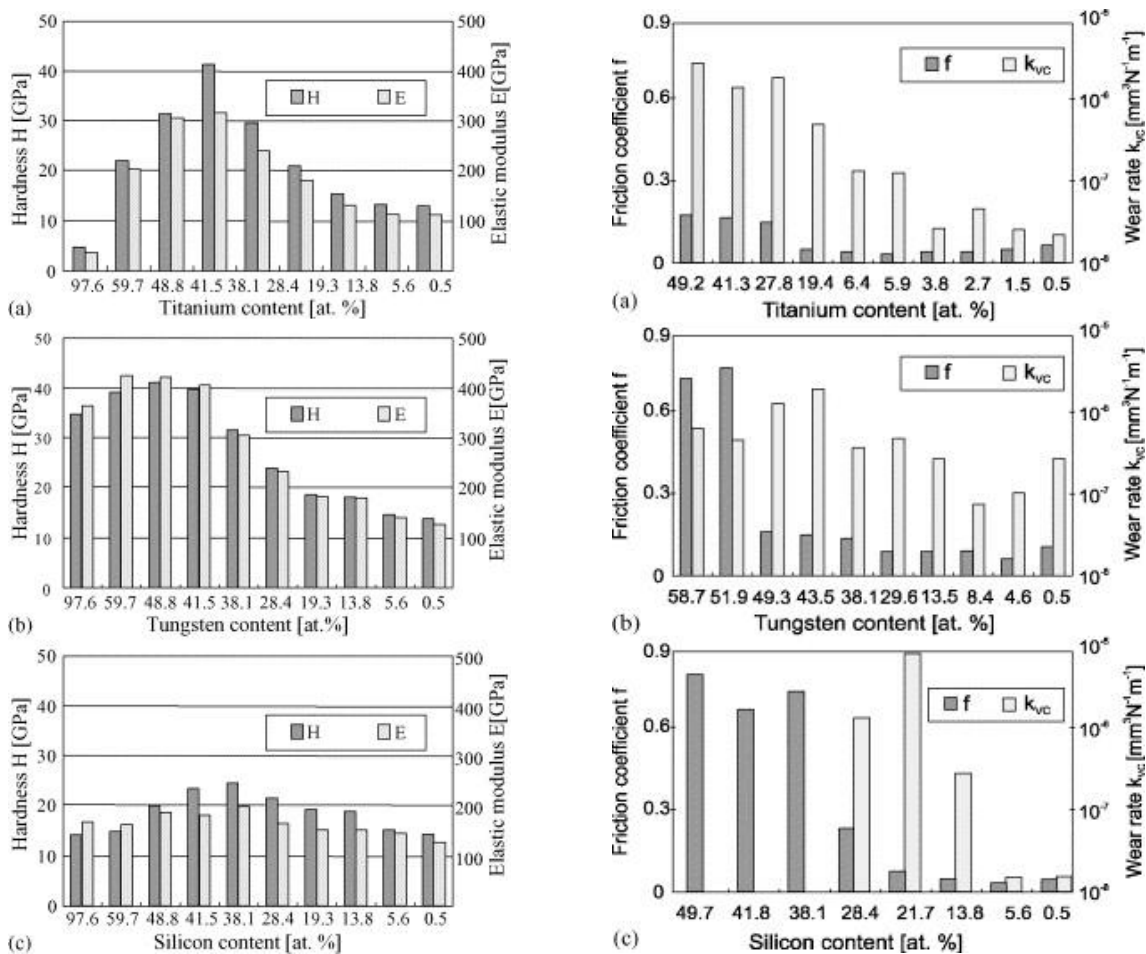 50
40
30
20
10
0
Hardness H [GPa]
H
E
500
400
300
200
100
Elastic modulus E[GPa]
97.6 59.7 48.8 41.5 38.1 28.4 19.3 13.8 5.6 0.5
(a) Titanium content [at. %]
50
40
30
20
10
0
Hardness H [GPa]
H
E
500
400
300
200
100
Elastic modulus E[GPa]
97.6 59.7 48.8 41.5 38.1 28.4 19.3 13.8 5.6 0.5
(b) Tungsten content [at.%]
50
40
30
20
10
0
Hardness H [GPa]
H
E
500
400
300
200
100
Elastic modulus E[GPa]
97.6 59.7 48.8 41.5 38.1 28.4 19.3 13.8 5.6 0.5
(c) Silicon content [at. %]
0.9
0.6
0.3
0
Friction coefficient f
f
k_vc
10⁻⁵
10⁻⁶
10⁻⁷
10⁻⁸
Wear rate k_vc [mm³N⁻¹m⁻¹]
49.2 41.3 27.8 19.4 6.4 5.9 3.8 2.7 1.5 0.5
(a) Titanium content [at. %]
0.9
0.6
0.3
0
Friction coefficient f
f
k_vc
10⁻⁵
10⁻⁶
10⁻⁷
10⁻⁸
Wear rate k_vc [mm³N⁻¹m⁻¹]
58.7 51.9 49.3 43.5 38.1 29.6 13.5 8.4 4.6 0.5
(b) Tungsten content [at. %]
0.9
0.6
0.3
0
Friction coefficient f
f
k_vc
10⁻⁵
10⁻⁶
10⁻⁷
10⁻⁸
Wear rate k_vc [mm³N⁻¹m⁻¹]
49.7 41.8 38.1 28.4 21.7 13.8 5.6 0.5
(c) Silicon content [at. %]